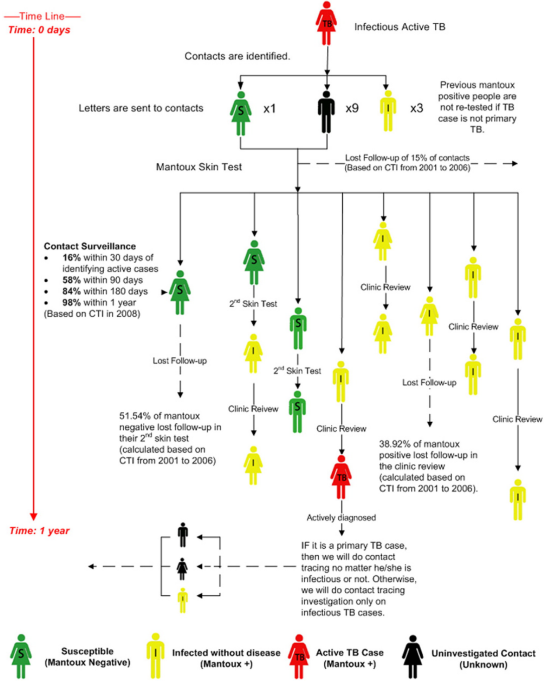 Time Line
Time: 0 days
TB
Infectious Active TB
Contacts are identified.
Letters are sent to contacts
S
x1
x9
I
x3
Previous mantoux
positive people are
not re-tested if TB
case is not primary
TB.
Mantoux Skin Test
Lost Follow-up of 15% of contacts
(Based on CTI from 2001 to 2006)
Contact Surveillance
• 16% within 30 days of
identifying active cases
• 58% within 90 days
• 84% within 180 days
• 98% within 1 year
(Based on CTI in 2008)
S
Lost Follow-up
51.54% of mantoux
negative lost follow-up in
their 2nd skin test
(calculated based on
CTI from 2001 to 2006)
S
2nd Skin Test
I
Clinic Reivew
I
S
2nd Skin Test
S
I
Clinic Review
TB
Actively diagnosed
I
Clinic Review
I
I
Lost Follow-up
38.92% of mantoux
positive lost follow-up in
the clinic review
(calculated based on
CTI from 2001 to 2006).
I
Clinic Review
I
I
Clinic Review
I
Time: 1 year
I
IF it is a primary TB case,
then we will do contact
tracing no matter he/she is
infectious or not. Otherwise,
we will do contact tracing
investigation only on
infectious TB cases.
S
Susceptible
(Mantoux Negative)
I
Infected without disease
(Mantoux +)
TB
Active TB Case
(Mantoux +)
Uninvestigated Contact
(Unknown)